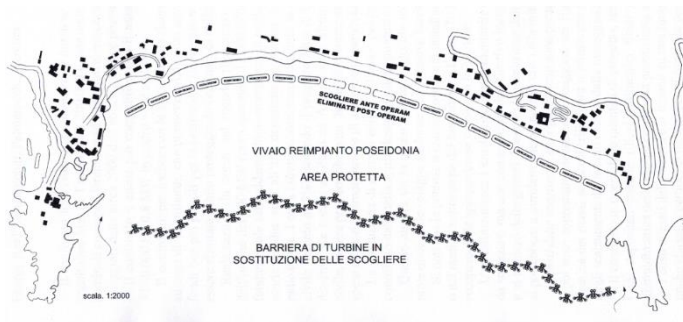 SCOGLIERE ANTE OPERAM
ELIMINATE POST OPERAM
VIVAIO REIMPIANTO POSEIDONIA
AREA PROTETTA
BARRIERA DI TURBINE IN
SOSTITUZIONE DELLE SCOGLIERE
scala. 1:2000